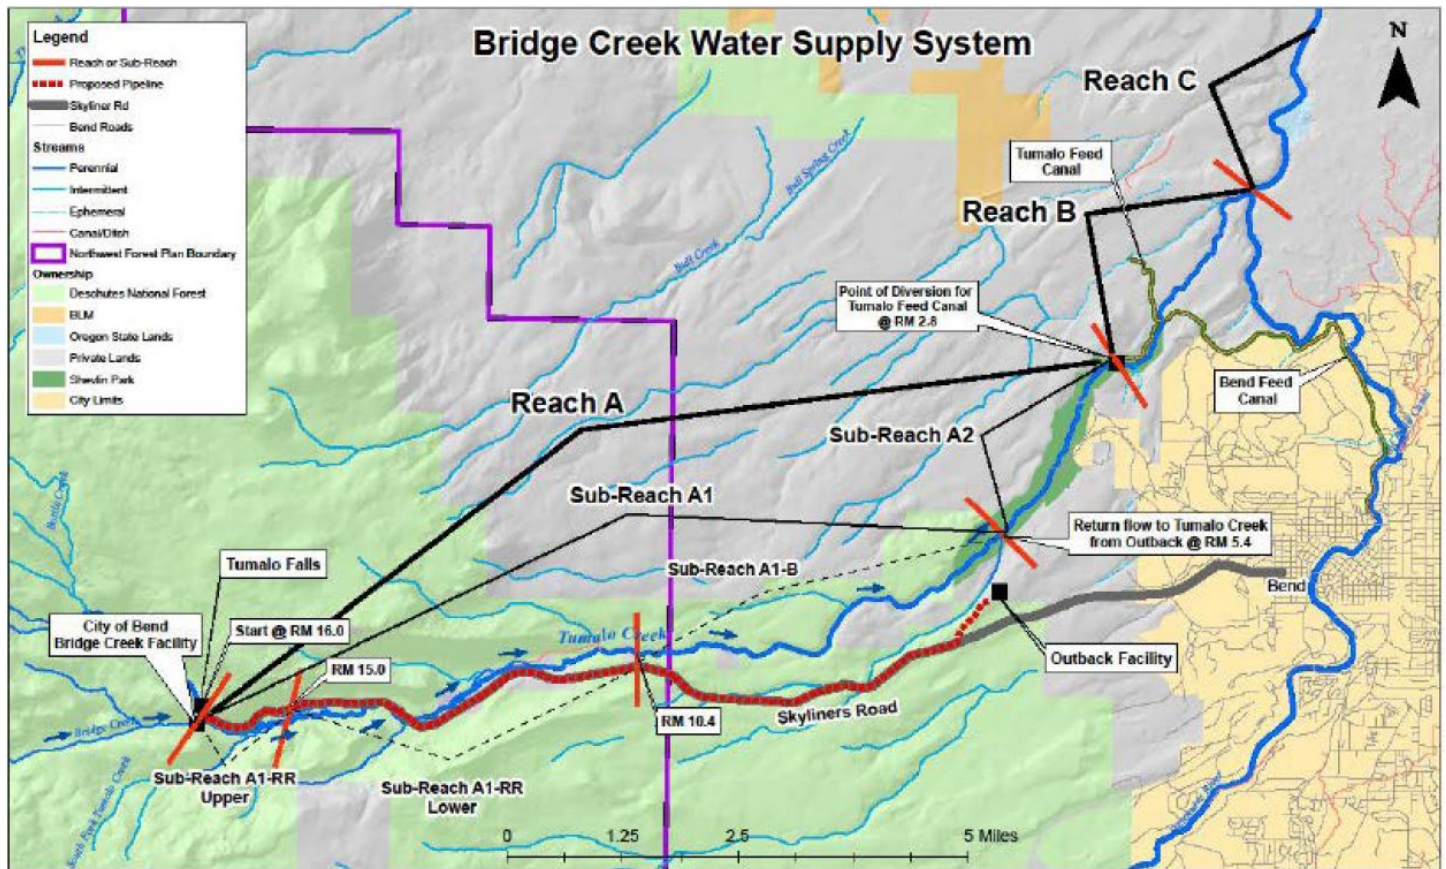 Bridge Creek Water Supply System
Legend
Reach or Sub-Reach
Proposed Pipeline
Skyliner Rd
Bend Roads
Streams
Perennial
Intermittent
Ephemeral
Canal/Ditch
Northwest Forest Plan Boundary
Ownership
Deschutes National Forest
BLM
Oregon State Lands
Private Lands
Shevlin Park
City Limits
N
Reach C
Tumalo Feed
Canal
Bull Spring Creek
Reach B
Bull Creek
Point of Diversion for
Tumalo Feed Canal
@ RM 2.8
Bend Feed
Canal
Reach A
Sub-Reach A2
Sub-Reach A1
Return flow to Tumalo Creek
from Outback @ RM 5.4
Tumalo Falls
Sub-Reach A1-B
Bend
City of Bend
Bridge Creek Facility
Start @ RM 16.0
Tumalo Creek
RM 15.0
Outback Facility
RM 10.4
Skyliners Road
Bridge Creek
Sub-Reach A1-RR
Upper
Sub-Reach A1-RR
Lower
South Fork Tumalo Creek
0 1.25 2.5 5 Miles